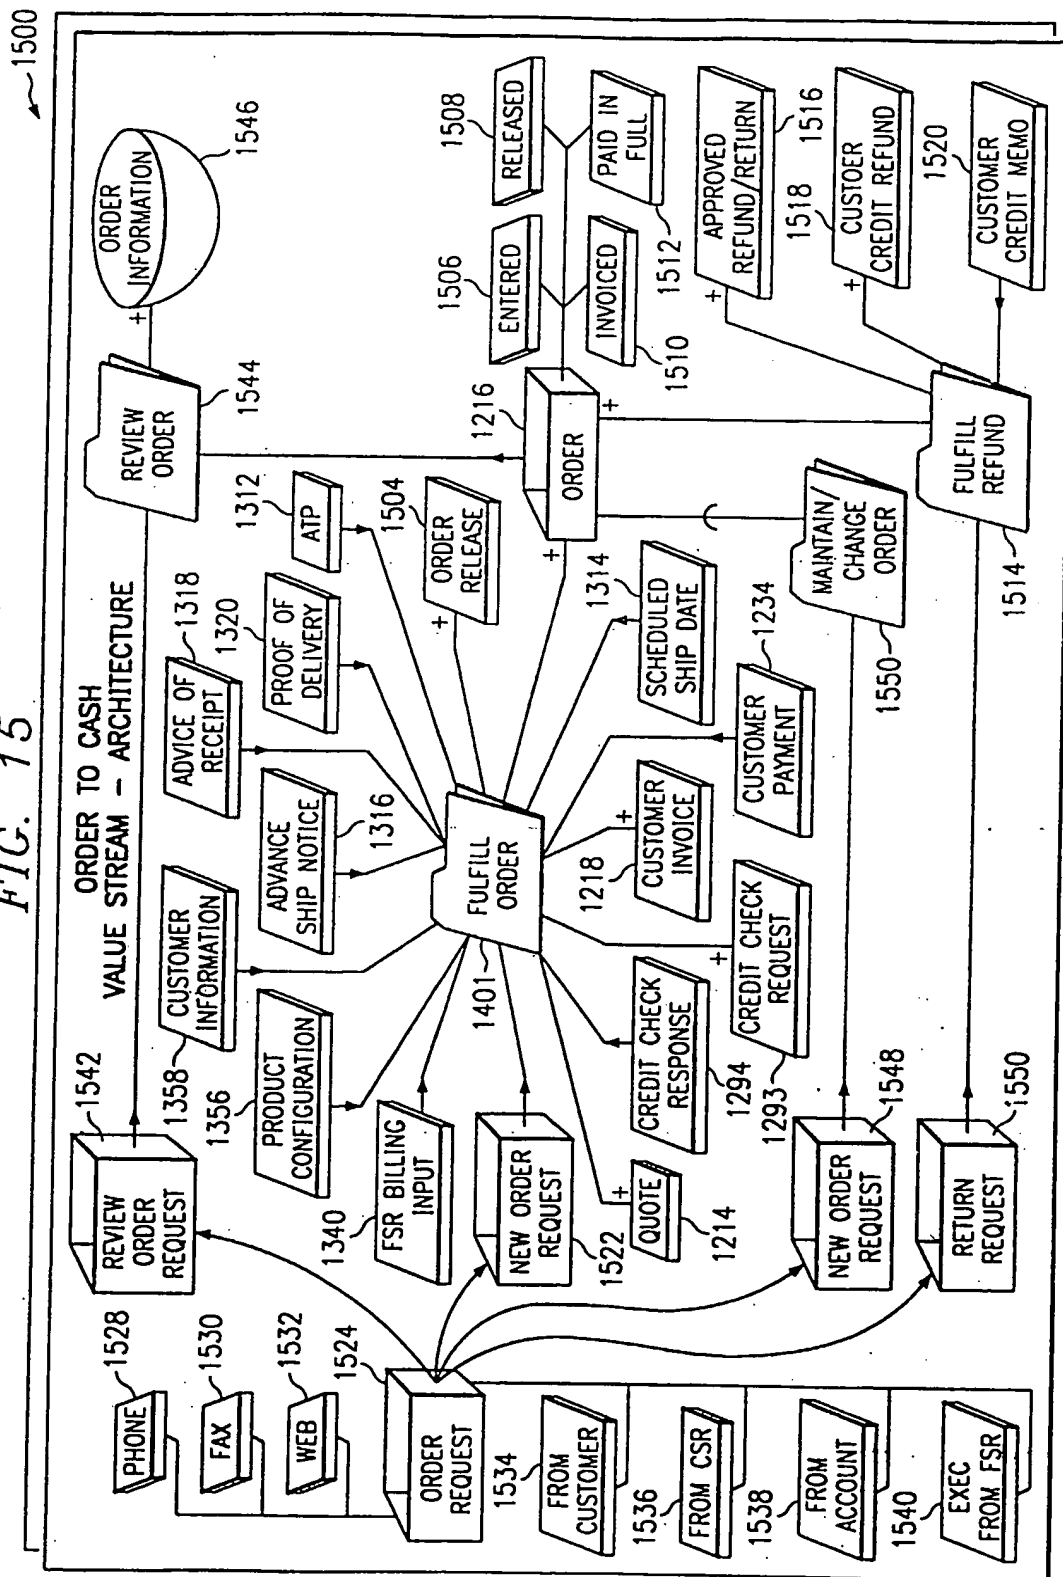 FIG. 15
1500
ORDER TO CASH
VALUE STREAM – ARCHITECTURE
PHONE
1528
FAX
1530
WEB
1532
ORDER
REQUEST
1524
FROM
CUSTOMER
1534
FROM CSR
1536
FROM
ACCOUNT
1538
EXEC
FROM FSR
1540
REVIEW
ORDER
REQUEST
1542
CUSTOMER
INFORMATION
1358
PRODUCT
CONFIGURATION
1356
FSR BILLING
INPUT
1340
NEW ORDER
REQUEST
1522
QUOTE
1214
+
NEW ORDER
REQUEST
1548
RETURN
REQUEST
1550
ADVICE OF
RECEIPT
1318
PROOF OF
DELIVERY
1320
ADVANCE
SHIP NOTICE
1316
ATP
1312
ORDER
RELEASE
1504
+
FULFILL
ORDER
1401
CREDIT CHECK
RESPONSE
1294
CREDIT CHECK
REQUEST
1293
+
CUSTOMER
INVOICE
1218
+
CUSTOMER
PAYMENT
1234
SCHEDULED
SHIP DATE
1314
REVIEW
ORDER
1544
+
ORDER
INFORMATION
1546
ORDER
1216
+
+
ENTERED
1506
RELEASED
1508
INVOICED
1510
PAID IN
FULL
1512
MAINTAIN/
CHANGE
ORDER
1550
FULFILL
REFUND
1514
APPROVED
REFUND/RETURN
1516
+
CUSTOER
CREDIT REFUND
1518
+
CUSTOMER
CREDIT MEMO
1520